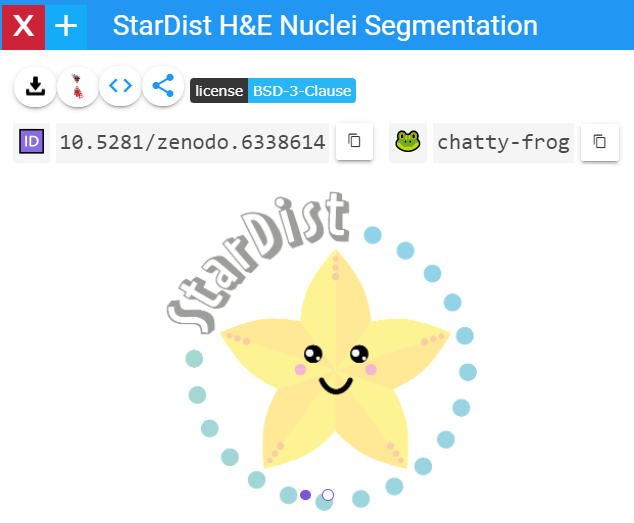 X + StarDist H&E Nuclei Segmentation
license BSD-3-Clause
ID 10.5281/zenodo.6338614 chatty-frog
StarDist